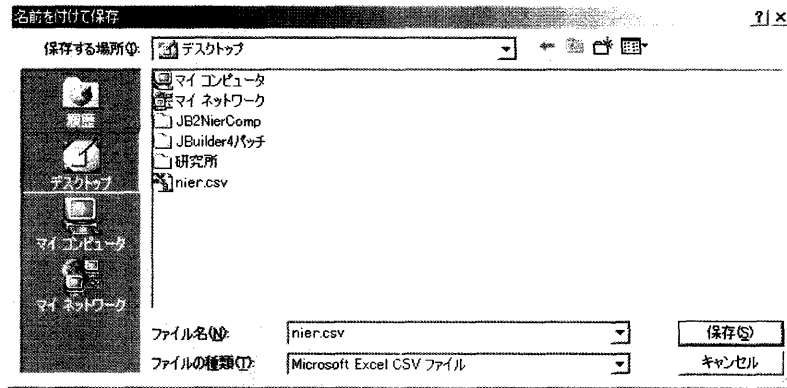 名前を付けて保存
? ×
保存する場所(I): デスクトップ
履歴
デスクトップ
マイ コンピュータ
マイ ネットワーク
マイ コンピュータ
マイ ネットワーク
JB2NierComp
JBuilder4パッチ
研究所
nier.csv
ファイル名(N): nier.csv 保存(S)
ファイルの種類(T): Microsoft Excel CSV ファイル キャンセル